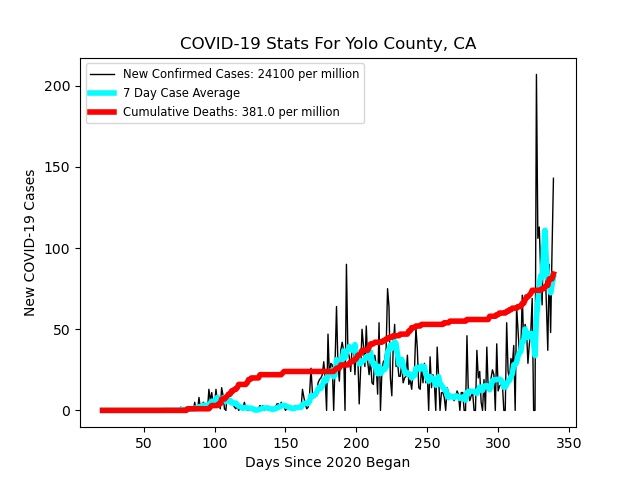 COVID-19 Stats For Yolo County, CA
New Confirmed Cases: 24100 per million
7 Day Case Average
Cumulative Deaths: 381.0 per million
New COVID-19 Cases
200
150
100
50
0
50 100 150 200 250 300 350
Days Since 2020 Began